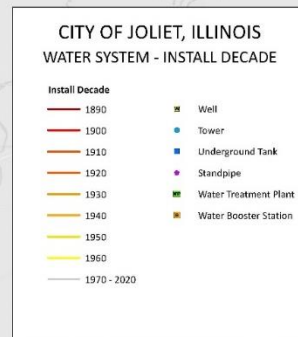 CITY OF JOLIET, ILLINOIS
WATER SYSTEM - INSTALL DECADE
Install Decade
1890
1900
1910
1920
1930
1940
1950
1960
1970 - 2020
Well
Tower
Underground Tank
Standpipe
Water Treatment Plant
Water Booster Station